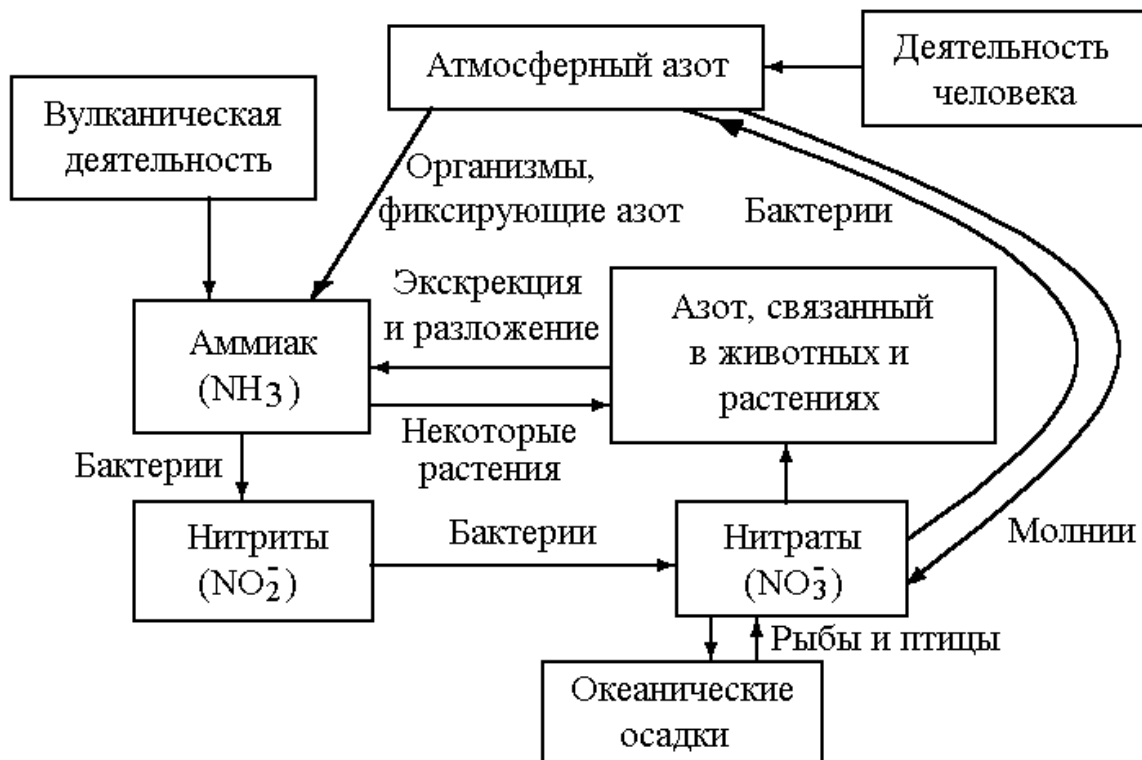 Атмосферный азот
Деятельность
человека
Вулканическая
деятельность
Организмы,
фиксирующие азот
Бактерии
Экскрекция
и разложение
Азот, связанный
в животных и
растениях
Аммиак
(NH3)
Некоторые
растения
Бактерии
Нитриты
(NO2⁻)
Бактерии
Нитраты
(NO3⁻)
Молнии
Рыбы и птицы
Океанические
осадки